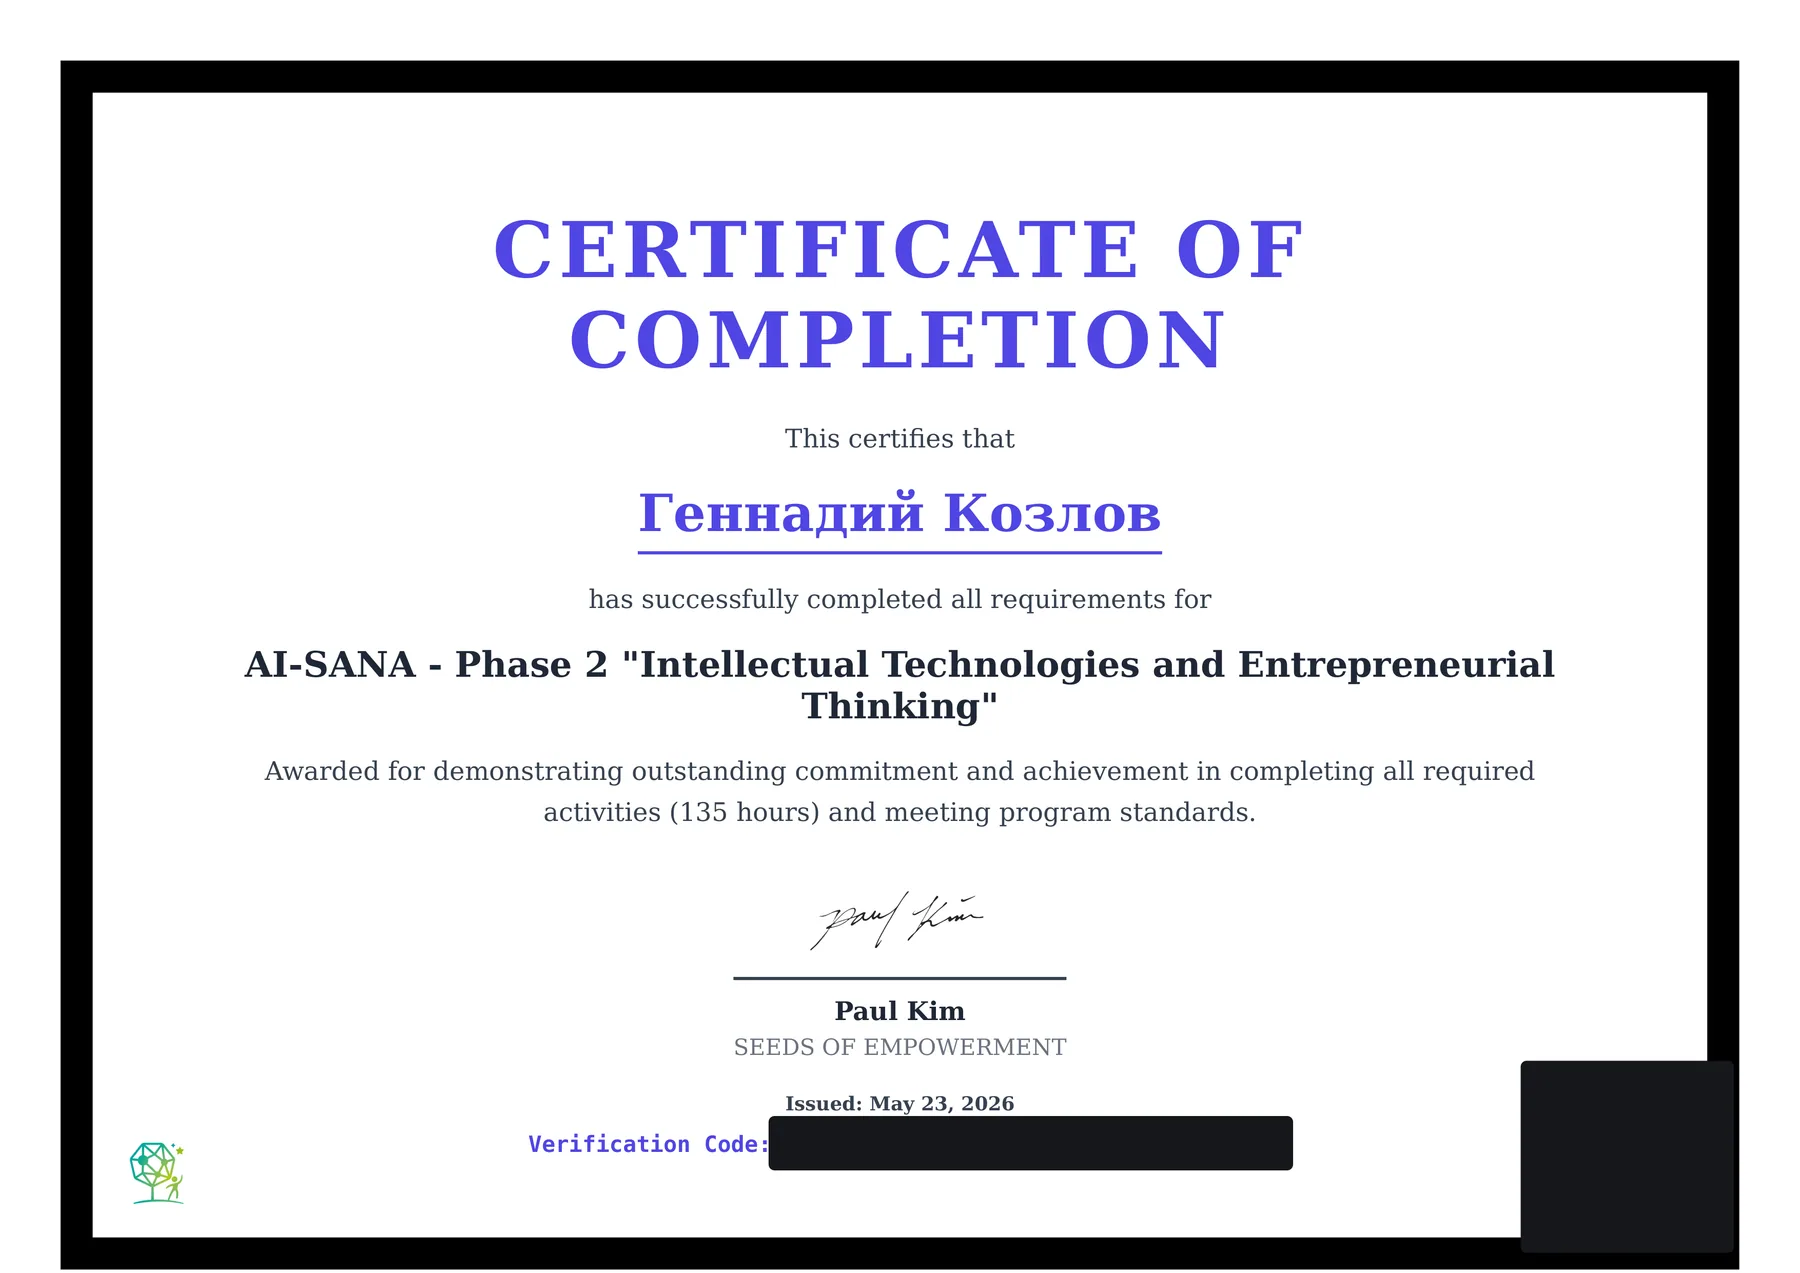 CERTIFICATE OF
COMPLETION
This certifies that
Геннадий Козлов
has successfully completed all requirements for
AI-SANA - Phase 2 "Intellectual Technologies and Entrepreneurial
Thinking"
Awarded for demonstrating outstanding commitment and achievement in completing all required
activities (135 hours) and meeting program standards.
Paul Kim
Paul Kim
SEEDS OF EMPOWERMENT
Issued: May 23, 2026
Verification Code: